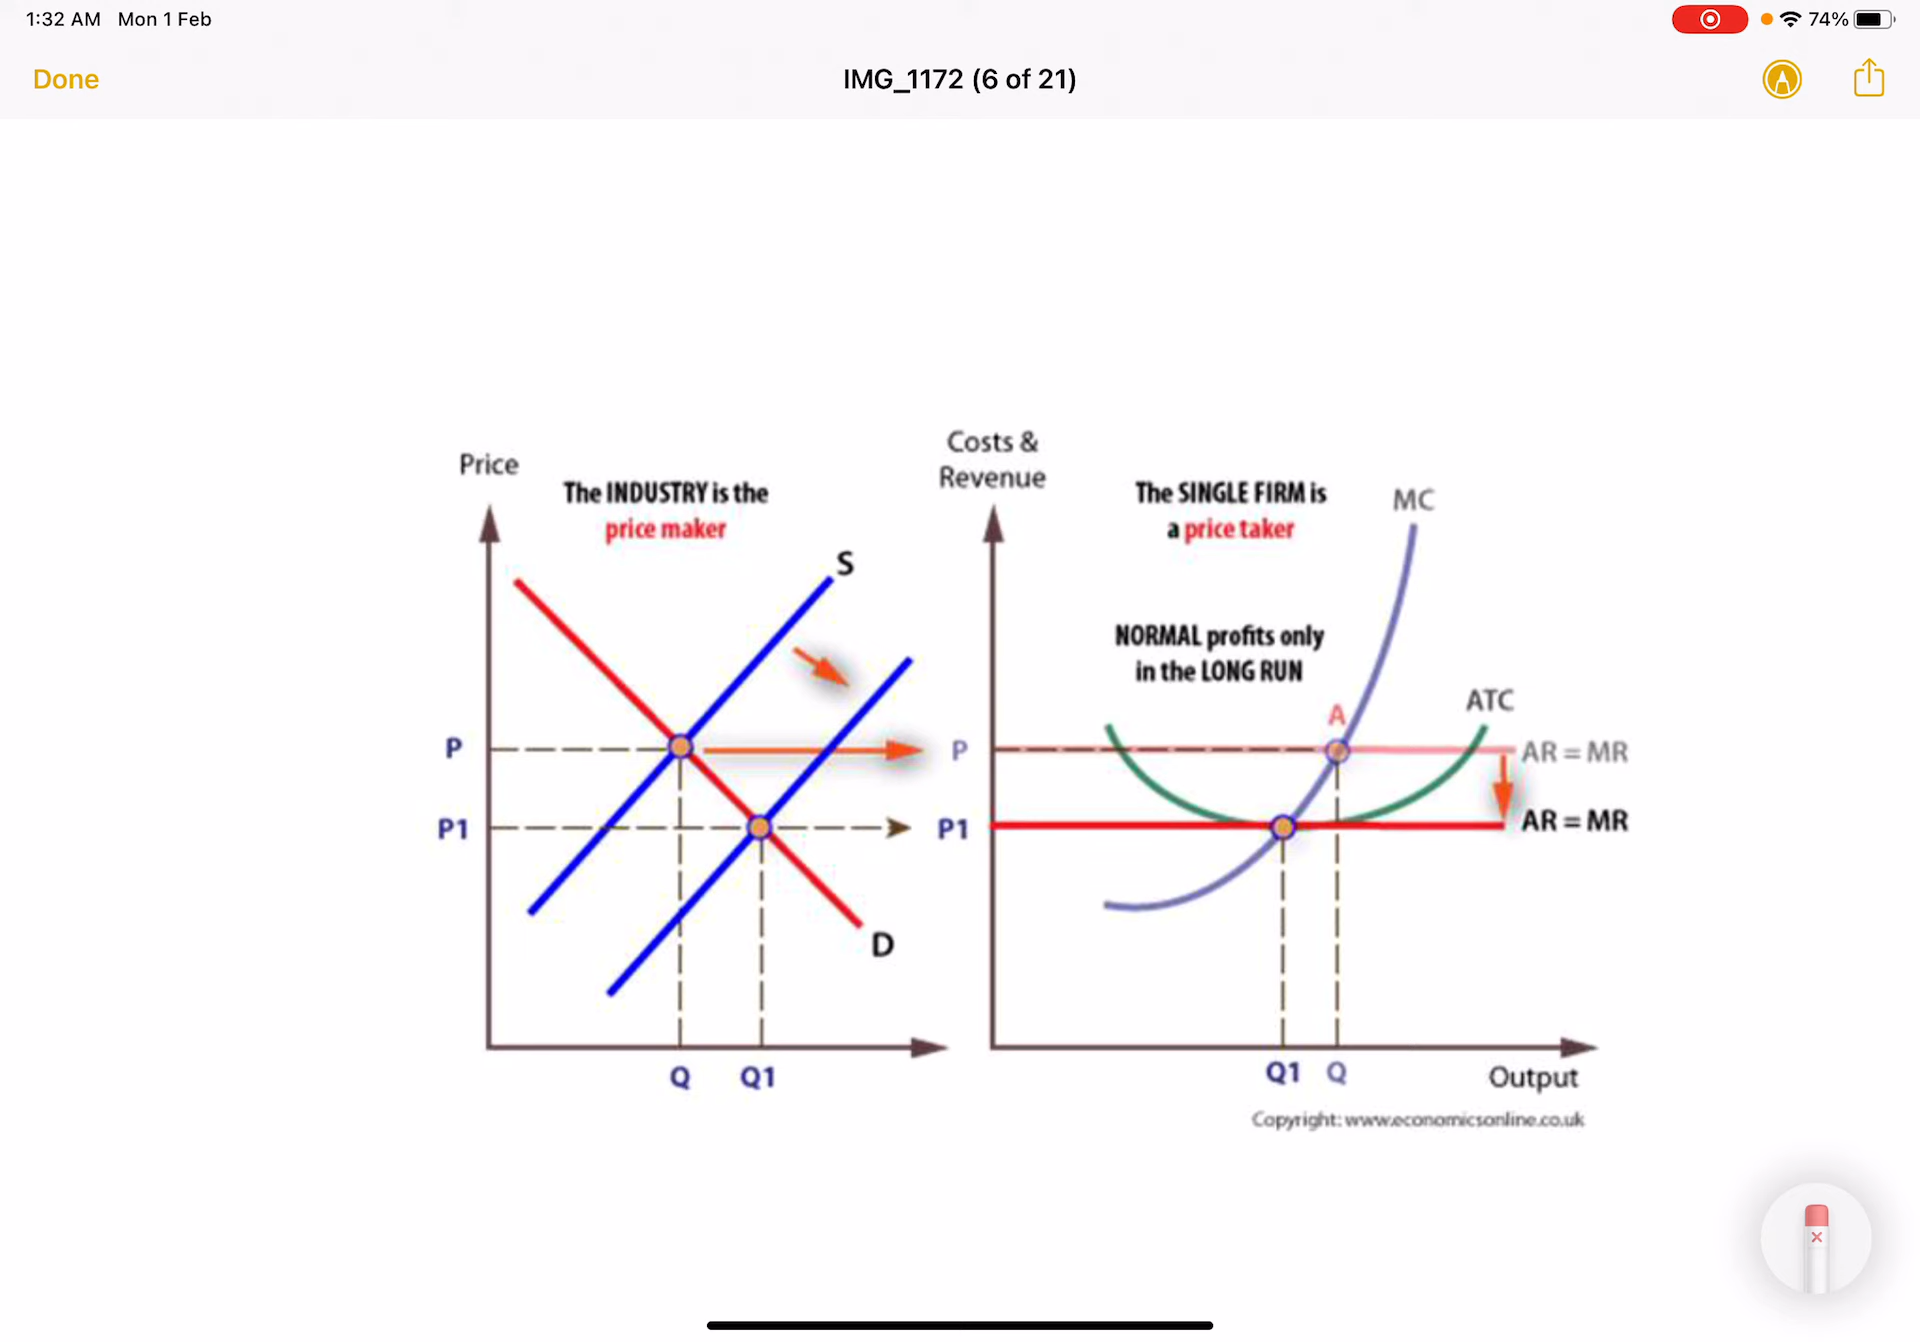 1:32 AM Mon 1 Feb
74%
Done
IMG_1172 (6 of 21)
Price
The INDUSTRY is the
price maker
S
P
P1
D
Q Q1
Costs &
Revenue
The SINGLE FIRM is
a price taker
MC
NORMAL profits only
in the LONG RUN
A
ATC
P
AR = MR
P1
AR = MR
Q1 Q
Output
Copyright: www.economicsonline.co.uk